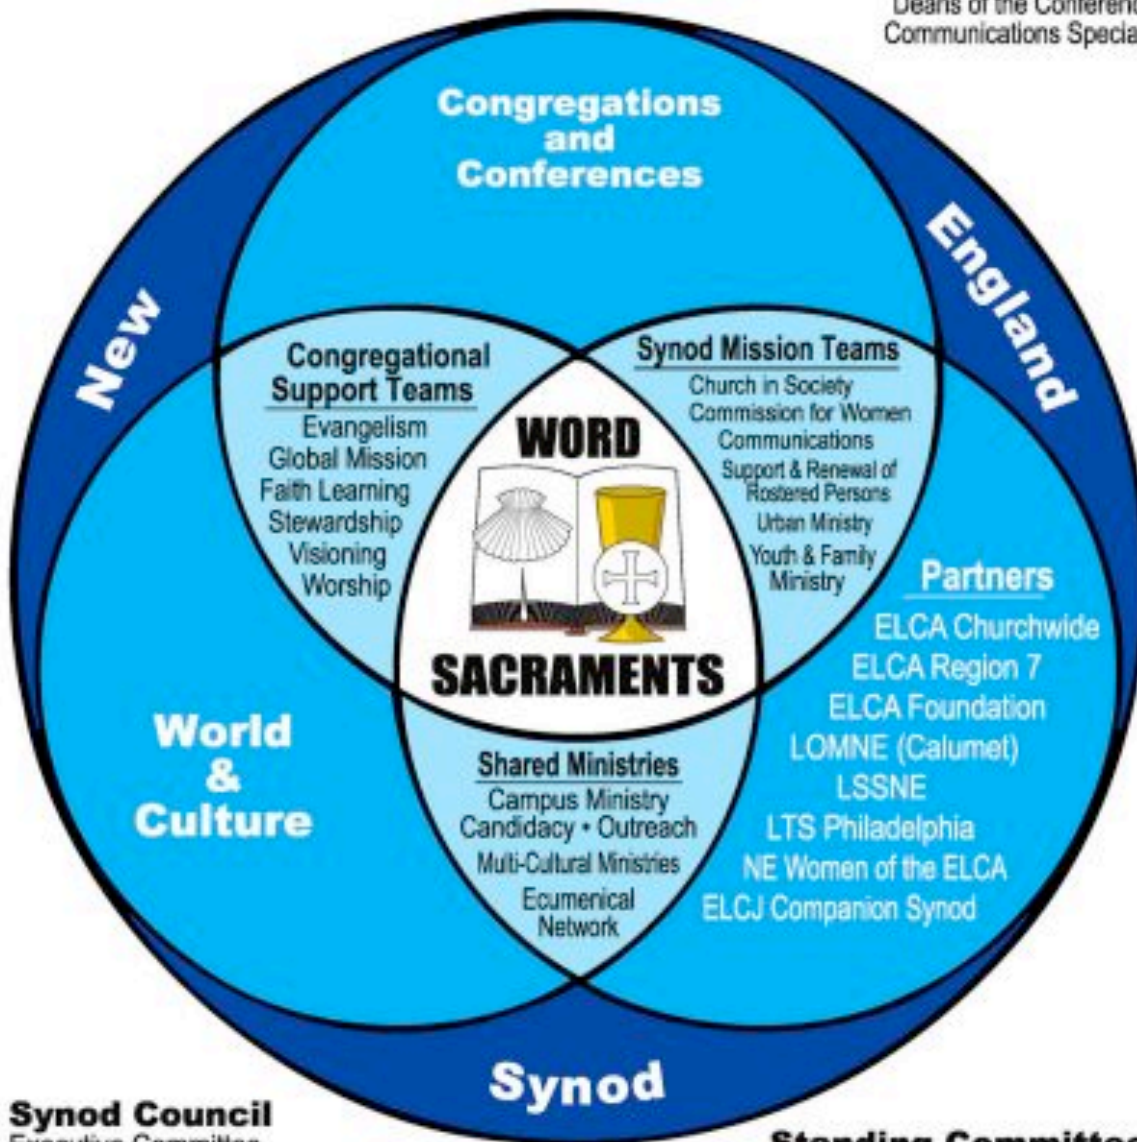 Deans of the
Communications
Congregations
and
Conferences
New
England
Congregational
Support Teams
Evangelism
Global Mission
Faith Learning
Stewardship
Visioning
Worship
Synod Mission Teams
Church in Society
Commission for Women
Communications
Support & Renewal of
Rostered Persons
Urban Ministry
Youth & Family
Ministry
WORD
SACRAMENTS
Partners
ELCA Churchwide
ELCA Region 7
ELCA Foundation
LOMNE (Calumet)
LSSNE
LTS Philadelphia
NE Women of the ELCA
ELCJ Companion Synod
World
&
Culture
Shared Ministries
Campus Ministry
Candidacy • Outreach
Multi-Cultural Ministries
Ecumenical
Network
Synod
Synod Council
Executive Committee
Standing